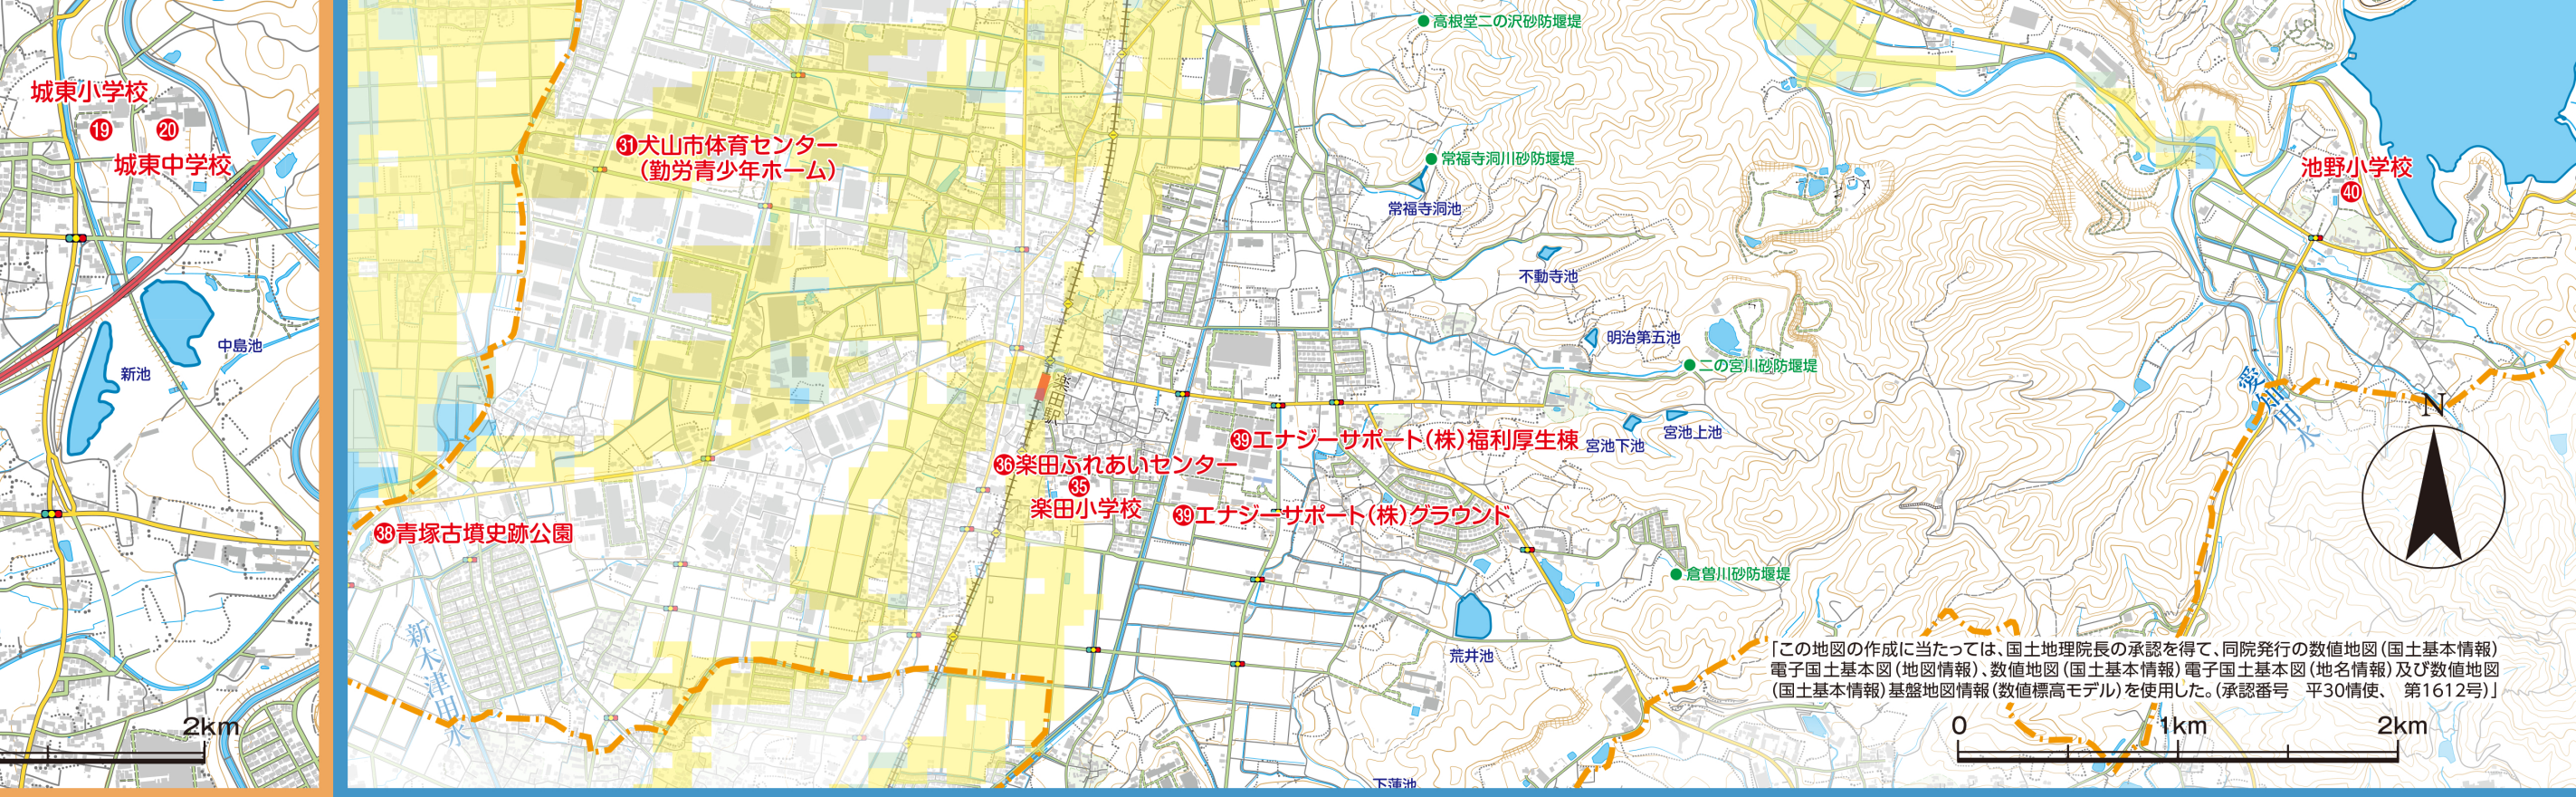 城東小学校
19
20
城東中学校
中島池
新池
2km
高根堂二の沢砂防堰堤
31犬山市体育センター
(勤労青少年ホーム)
常福寺洞川砂防堰堤
常福寺洞池
池野小学校
40
不動寺池
明治第五池
二の宮川砂防堰堤
楽田駅
愛知用水
N
宮池上池
39エナジーサポート(株)福利厚生棟
宮池下池
36楽田ふれあいセンター
35
楽田小学校
39エナジーサポート(株)グラウンド
38青塚古墳史跡公園
倉曽川砂防堰堤
新木津用水
荒井池
「この地図の作成に当たっては、国土地理院長の承認を得て、同院発行の数値地図(国土基本情報)
電子国土基本図(地図情報)、数値地図(国土基本情報)電子国土基本図(地名情報)及び数値地図
(国土基本情報)基盤地図情報(数値標高モデル)を使用した。(承認番号　平30情使、　第1612号)」
0 1km 2km
下蓮池